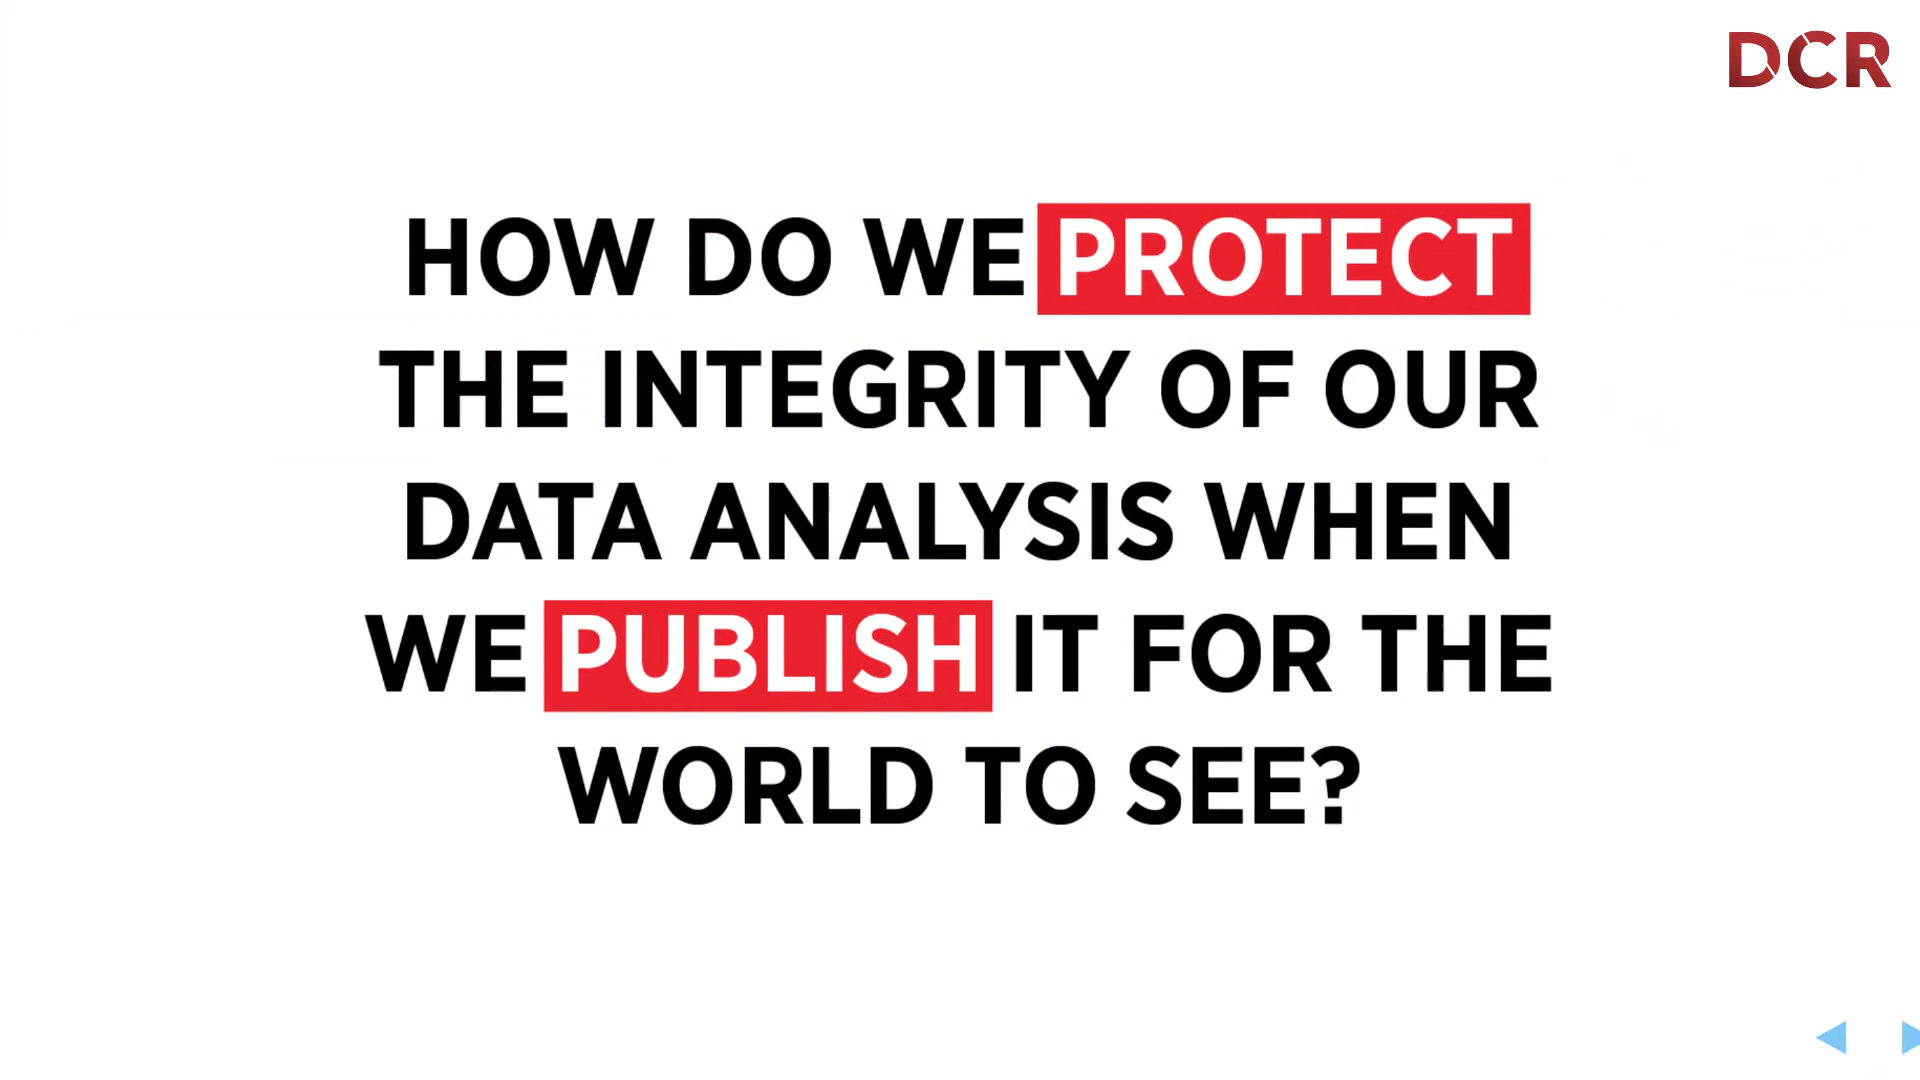 DCR
HOW DO WE PROTECT
THE INTEGRITY OF OUR
DATA ANALYSIS WHEN
WE PUBLISH IT FOR THE
WORLD TO SEE?